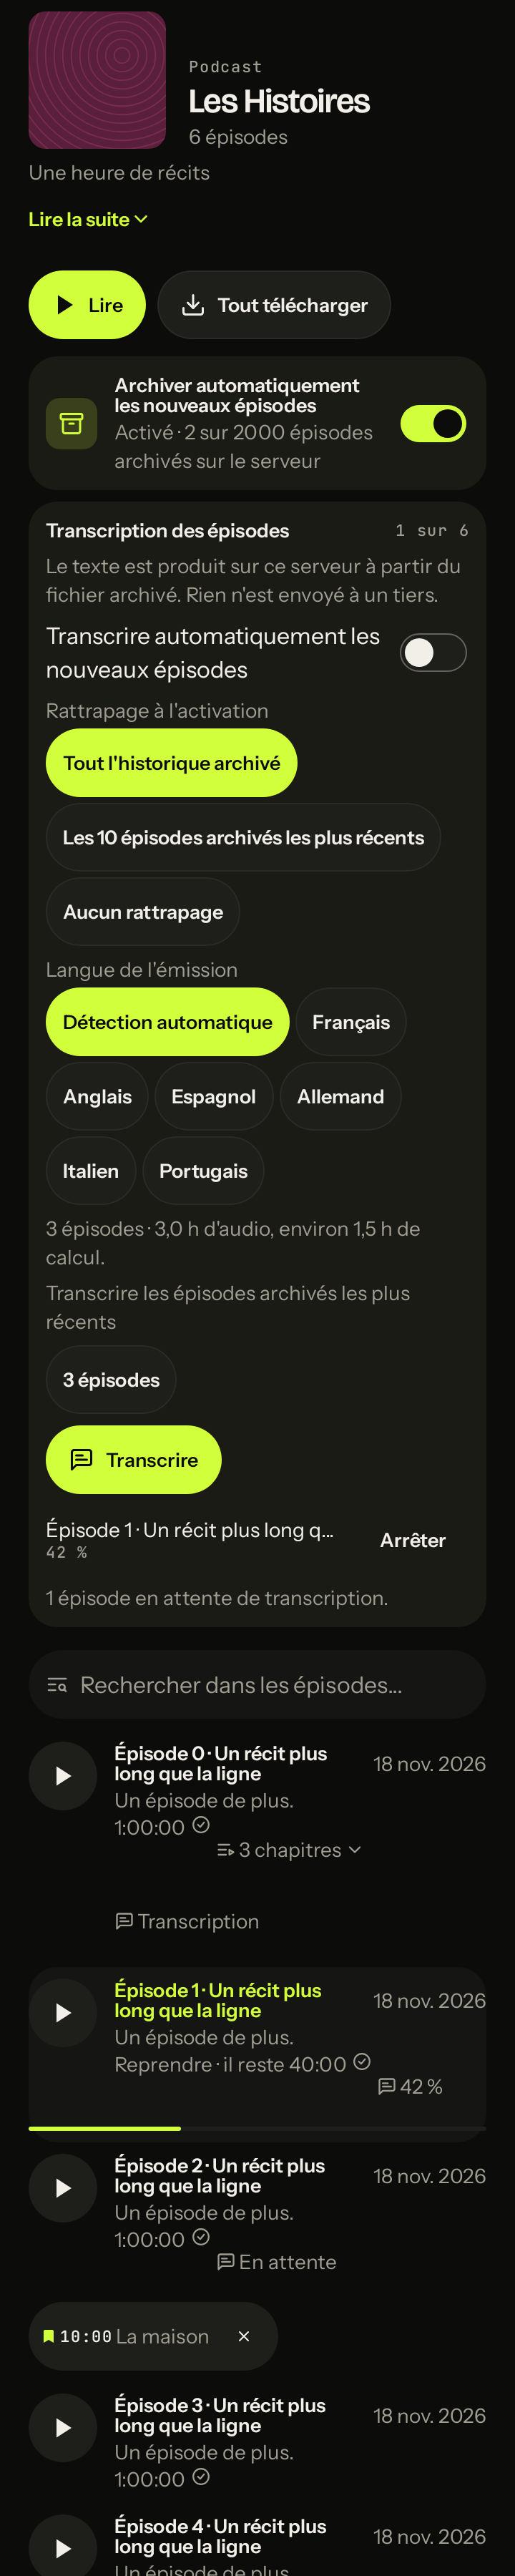 Podcast
Les Histoires
6 épisodes
Une heure de récits
Lire la suite
Lire
Tout télécharger
Archiver automatiquement
les nouveaux épisodes
Activé · 2 sur 2000 épisodes
archivés sur le serveur
Transcription des épisodes
1 sur 6
Le texte est produit sur ce serveur à partir du
fichier archivé. Rien n'est envoyé à un tiers.
Transcrire automatiquement les
nouveaux épisodes
Rattrapage à l'activation
Tout l'historique archivé
Les 10 épisodes archivés les plus récents
Aucun rattrapage
Langue de l'émission
Détection automatique
Français
Anglais
Espagnol
Allemand
Italien
Portugais
3 épisodes · 3,0 h d'audio, environ 1,5 h de
calcul.
Transcrire les épisodes archivés les plus
récents
3 épisodes
Transcrire
Épisode 1 · Un récit plus long q...
42 %
Arrêter
1 épisode en attente de transcription.
Rechercher dans les épisodes...
Épisode 0 · Un récit plus
long que la ligne
18 nov. 2026
Un épisode de plus.
1:00:00
3 chapitres
Transcription
Épisode 1 · Un récit plus
long que la ligne
18 nov. 2026
Un épisode de plus.
Reprendre · il reste 40:00
42 %
Épisode 2 · Un récit plus
long que la ligne
18 nov. 2026
Un épisode de plus.
1:00:00
En attente
10:00 La maison
Épisode 3 · Un récit plus
long que la ligne
18 nov. 2026
Un épisode de plus.
1:00:00
Épisode 4 · Un récit plus
long que la ligne
18 nov. 2026
Un épisode de plus.